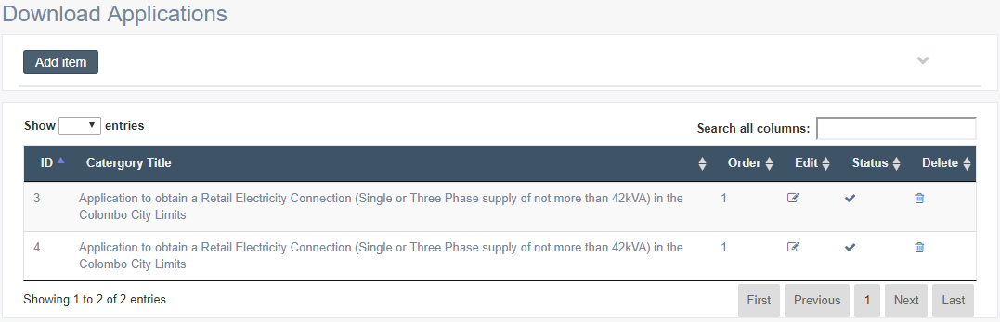 Download Applications
Add item
Show entries
Search all columns:
ID Catergory Title Order Edit Status Delete
3 Application to obtain a Retail Electricity Connection (Single or Three Phase supply of not more than 42kVA) in the 1
Colombo City Limits
4 Application to obtain a Retail Electricity Connection (Single or Three Phase supply of not more than 42kVA) in the 1
Colombo City Limits
Showing 1 to 2 of 2 entries
First Previous 1 Next Last